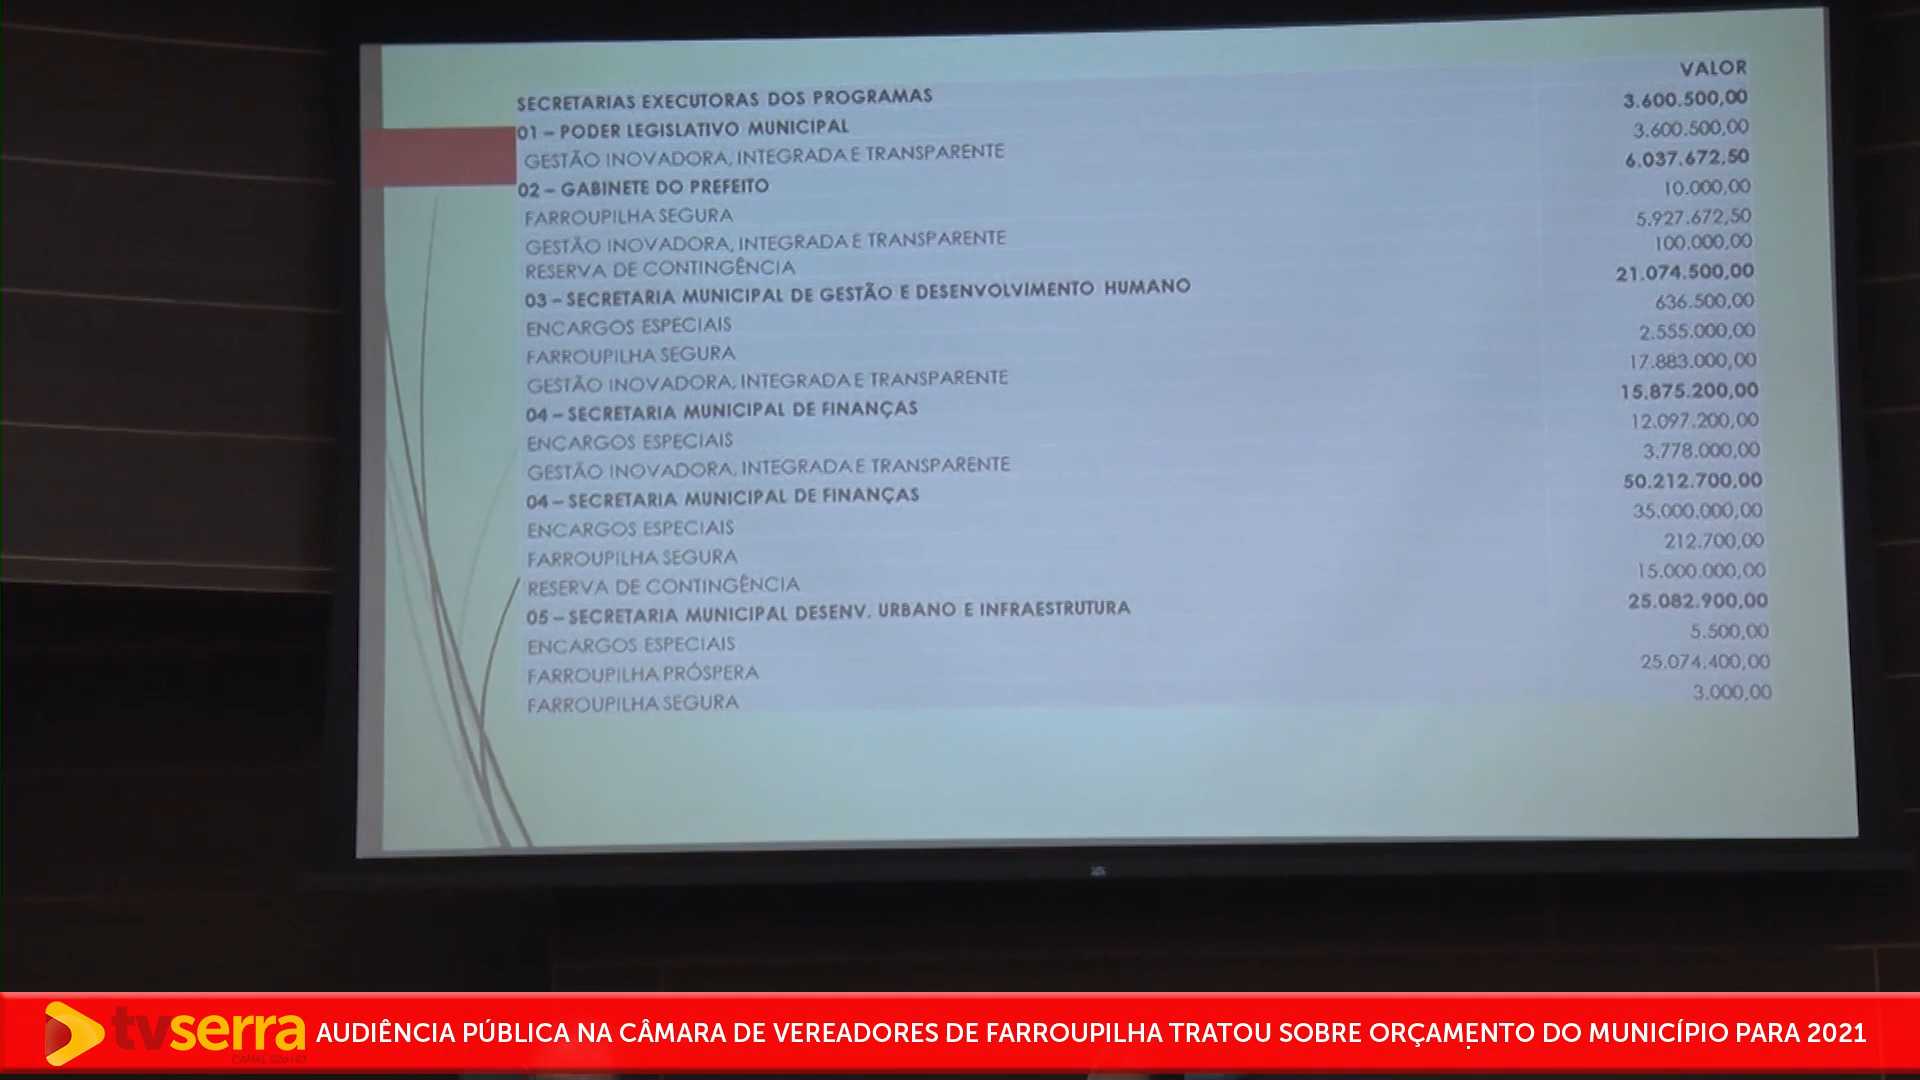 SECRETARIAS EXECUTORAS DOS PROGRAMAS VALOR
01 – PODER LEGISLATIVO MUNICIPAL 3.600.500,00
GESTÃO INOVADORA, INTEGRADA E TRANSPARENTE 3.600.500,00
02 – GABINETE DO PREFEITO 6.037.672,50
FARROUPILHA SEGURA 10.000,00
GESTÃO INOVADORA, INTEGRADA E TRANSPARENTE 5.927.672,50
RESERVA DE CONTINGÊNCIA 100.000,00
03 – SECRETARIA MUNICIPAL DE GESTÃO E DESENVOLVIMENTO HUMANO 21.074.500,00
ENCARGOS ESPECIAIS 636.500,00
FARROUPILHA SEGURA 2.555.000,00
GESTÃO INOVADORA, INTEGRADA E TRANSPARENTE 17.883.000,00
04 – SECRETARIA MUNICIPAL DE FINANÇAS 15.875.200,00
ENCARGOS ESPECIAIS 12.097.200,00
GESTÃO INOVADORA, INTEGRADA E TRANSPARENTE 3.778.000,00
04 – SECRETARIA MUNICIPAL DE FINANÇAS 50.212.700,00
ENCARGOS ESPECIAIS 35.000.000,00
FARROUPILHA SEGURA 212.700,00
RESERVA DE CONTINGÊNCIA 15.000.000,00
05 – SECRETARIA MUNICIPAL DESENV. URBANO E INFRAESTRUTURA 25.082.900,00
ENCARGOS ESPECIAIS 5.500,00
FARROUPILHA PRÓSPERA 25.074.400,00
FARROUPILHA SEGURA 3.000,00
tvserra
CANAL 526 HD
AUDIÊNCIA PÚBLICA NA CÂMARA DE VEREADORES DE FARROUPILHA TRATOU SOBRE ORÇAMENTO DO MUNICÍPIO PARA 2021